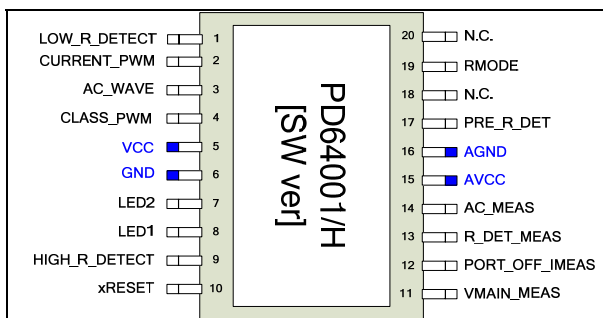 LOW_R_DETECT 1
CURRENT_PWM 2
AC_WAVE 3
CLASS_PWM 4
VCC 5
GND 6
LED2 7
LED1 8
HIGH_R_DETECT 9
xRESET 10
PD64001/H
[SW ver]
20 N.C.
19 RMODE
18 N.C.
17 PRE_R_DET
16 AGND
15 AVCC
14 AC_MEAS
13 R_DET_MEAS
12 PORT_OFF_IMEAS
11 VMAIN_MEAS